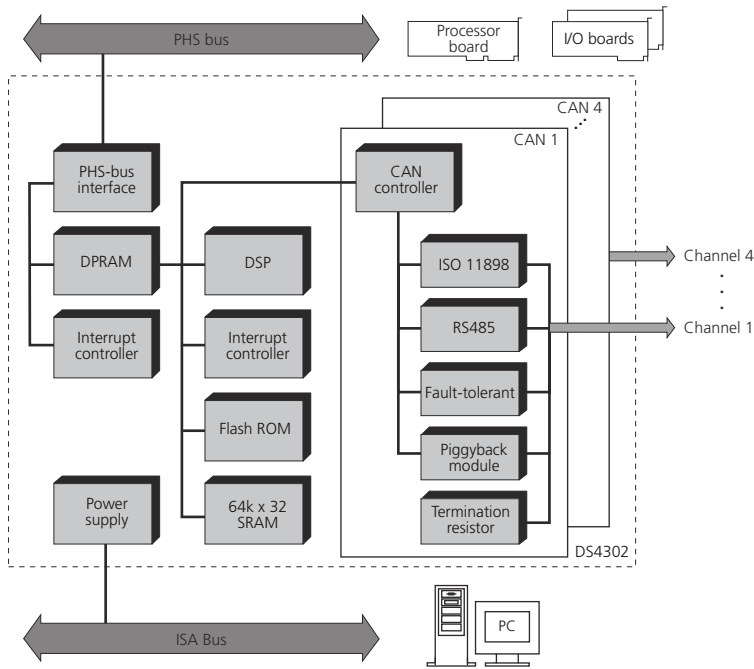 PHS bus
Processor
board
I/O boards
CAN 4
CAN 1
PHS-bus
interface
CAN
controller
DPRAM
DSP
ISO 11898
Channel 4
Interrupt
controller
Interrupt
controller
RS485
Channel 1
Flash ROM
Fault-tolerant
Piggyback
module
Power
supply
64k x 32
SRAM
Termination
resistor
DS4302
ISA Bus
PC